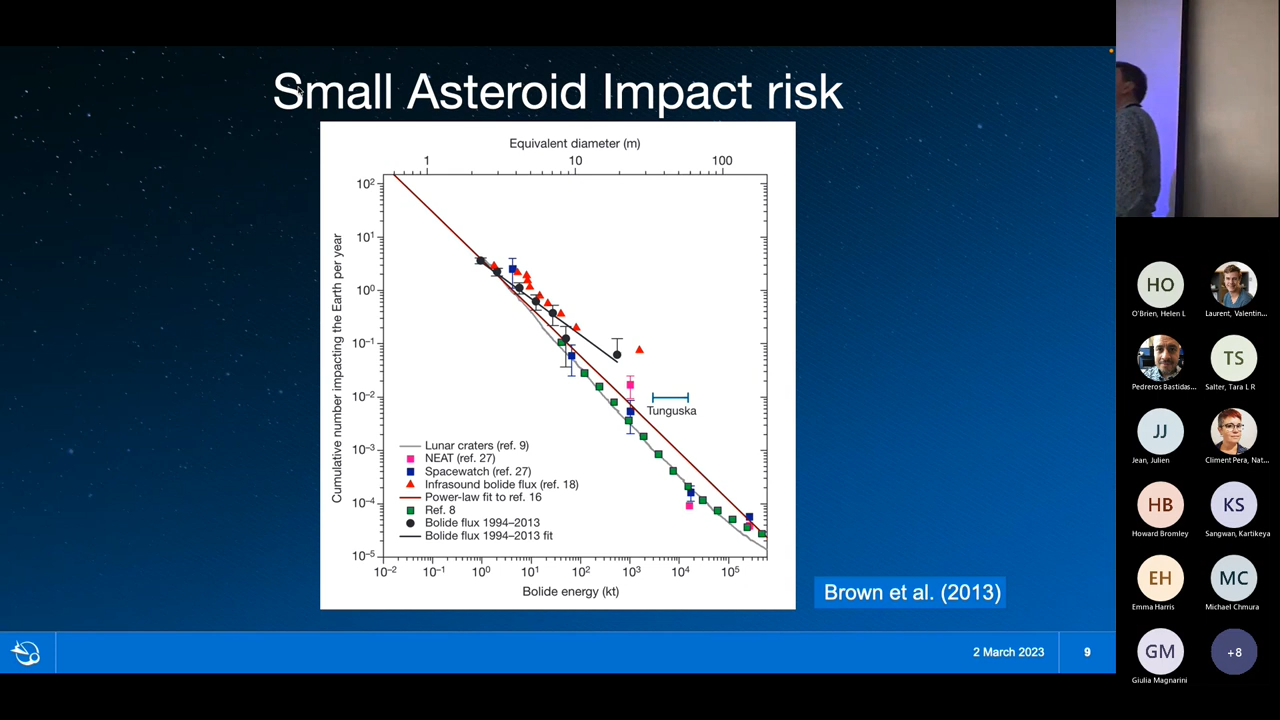 Small Asteroid Impact risk
Equivalent diameter (m)
1 10 100
Cumulative number impacting the Earth per year
10²
10¹
10⁰
10⁻¹
10⁻²
10⁻³
10⁻⁴
10⁻⁵
Tunguska
Lunar craters (ref. 9)
NEAT (ref. 27)
Spacewatch (ref. 27)
Infrasound bolide flux (ref. 18)
Power-law fit to ref. 16
Ref. 8
Bolide flux 1994–2013
Bolide flux 1994–2013 fit
10⁻² 10⁻¹ 10⁰ 10¹ 10² 10³ 10⁴ 10⁵
Bolide energy (kt)
Brown et al. (2013)
2 March 2023
9
HO
O'Brien, Helen L
Laurent, Valentin...
Pedreros Bastidas...
TS
Salter, Tara L R
JJ
Jean, Julien
Climent Pera, Nat...
HB
Howard Bromley
KS
Sangwan, Kartikeya
EH
Emma Harris
MC
Michael Chmura
GM
Giulia Magnarini
+8